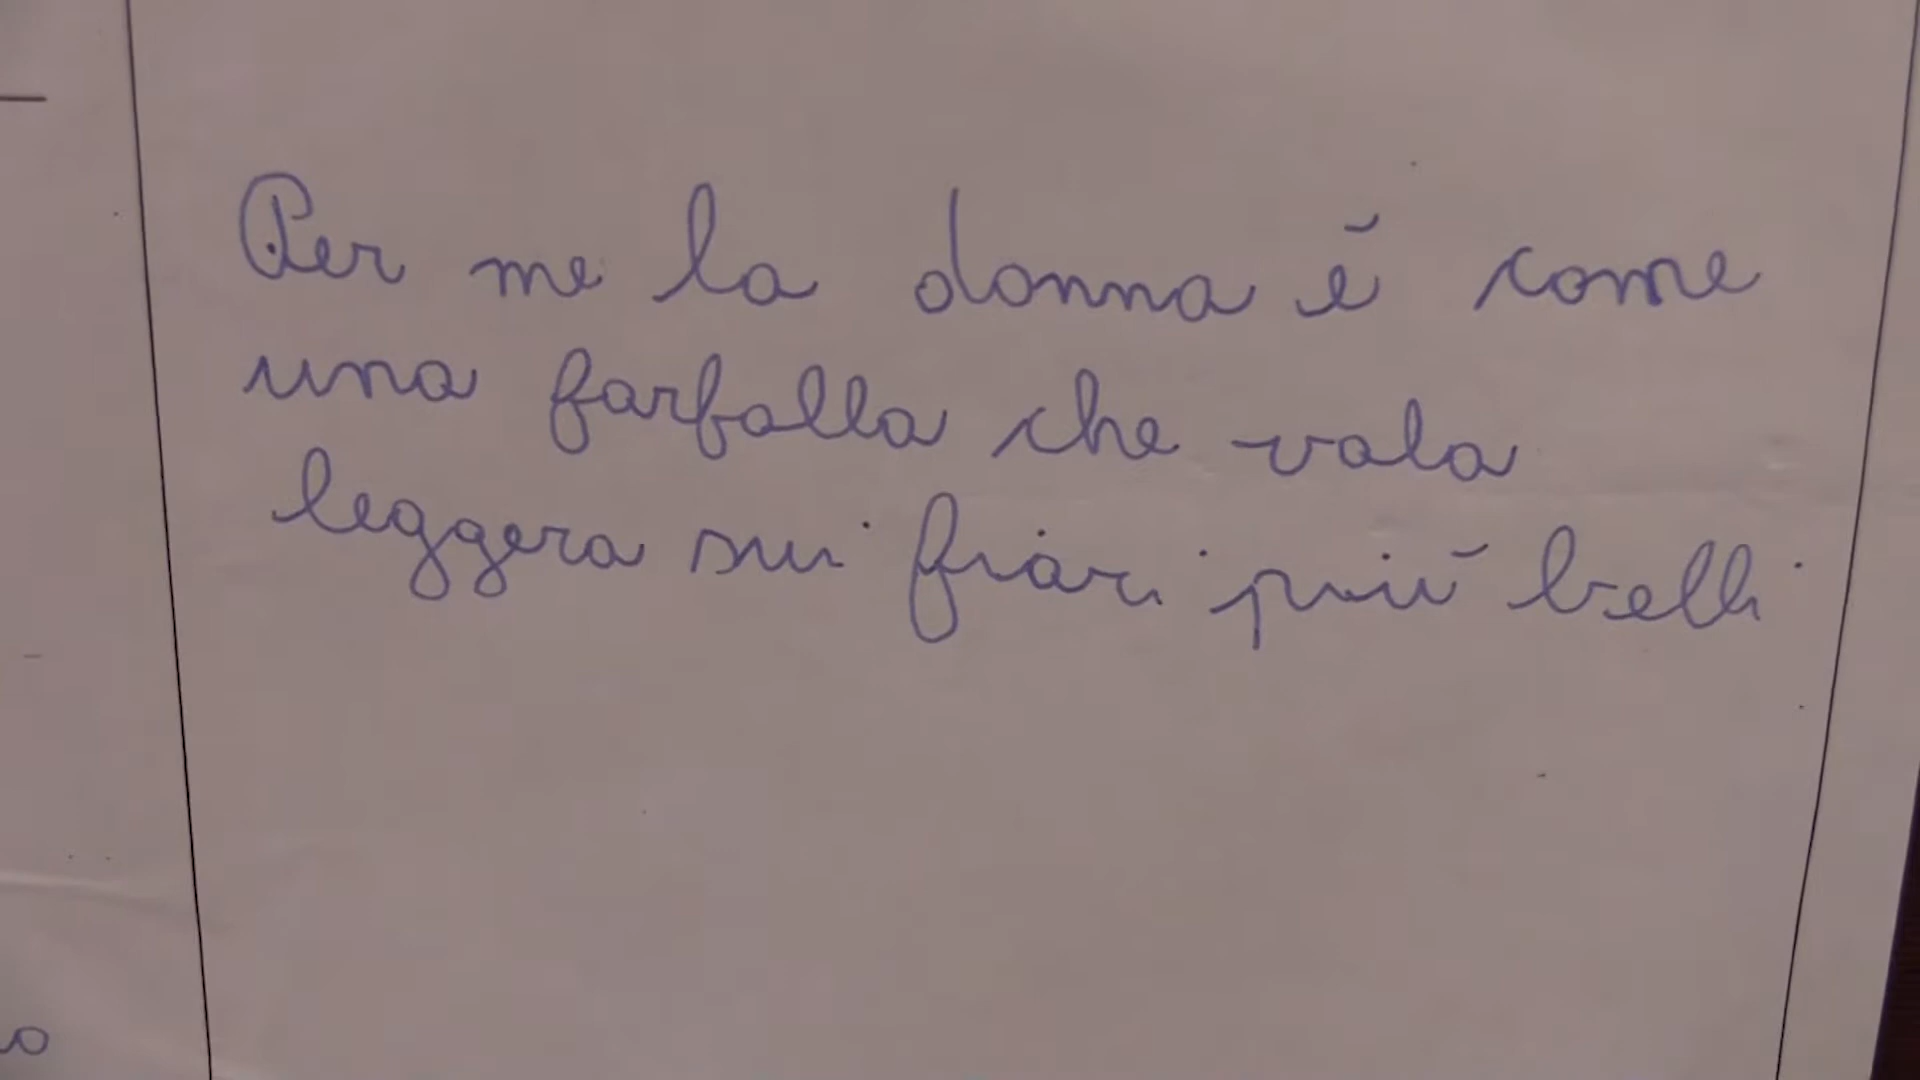 Per me la donna è come
una farfalla che vola
leggera sui fiori più belli